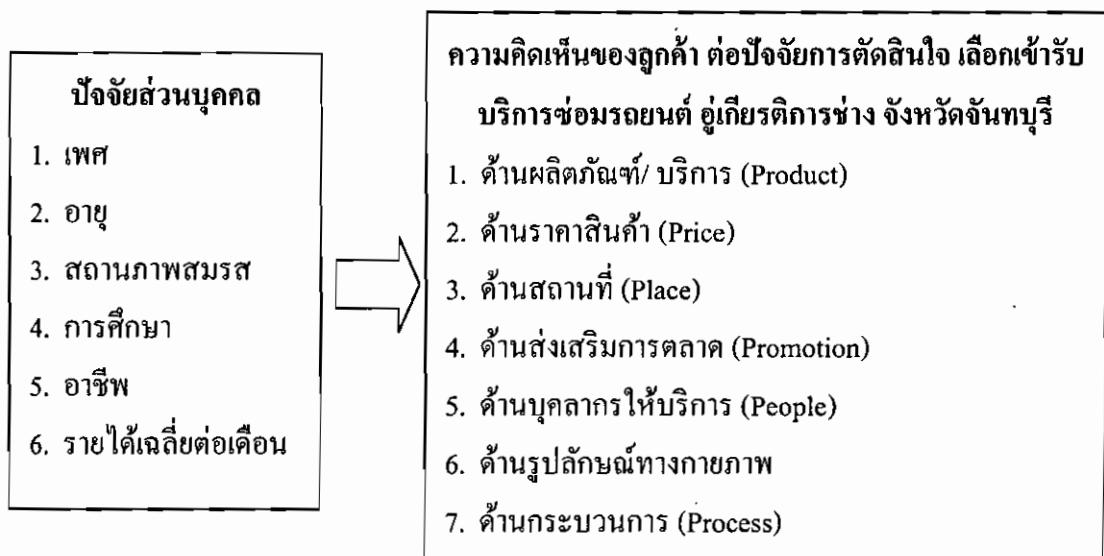 ปัจจัยส่วนบุคคล
1. เพศ
2. อายุ
3. สถานภาพสมรส
4. การศึกษา
5. อาชีพ
6. รายได้เฉลี่ยต่อเดือน
ความคิดเห็นของลูกค้า ต่อปัจจัยการตัดสินใจ เลือกเข้ารับ
บริการซ่อมรถยนต์ อู่เกียรติการช่าง จังหวัดจันทบุรี
1. ด้านผลิตภัณฑ์/ บริการ (Product)
2. ด้านราคาสินค้า (Price)
3. ด้านสถานที่ (Place)
4. ด้านส่งเสริมการตลาด (Promotion)
5. ด้านบุคลากรให้บริการ (People)
6. ด้านรูปลักษณ์ทางกายภาพ
7. ด้านกระบวนการ (Process)